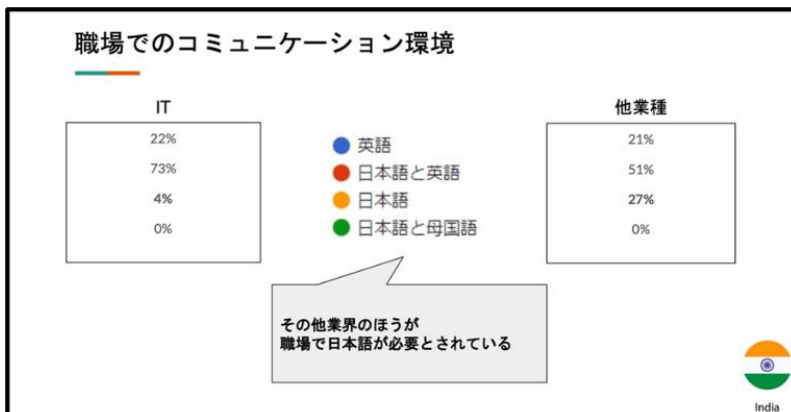 職場でのコミュニケーション環境
IT
22%
73%
4%
0%
英語
日本語と英語
日本語
日本語と母国語
他業種
21%
51%
27%
0%
その他業界のほうが
職場で日本語が必要とされている
India